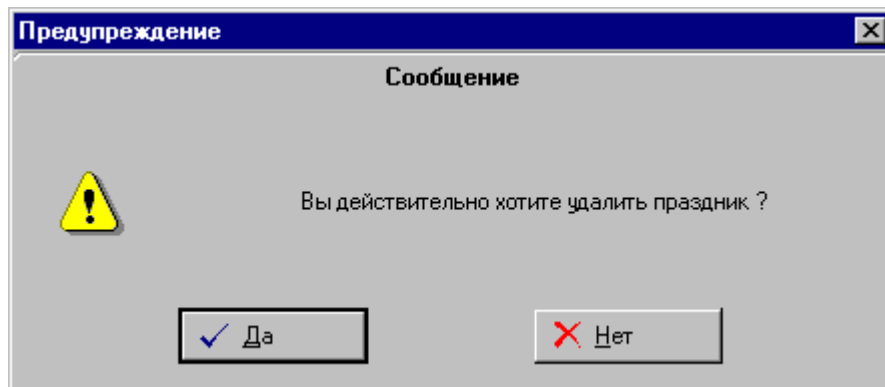 Предупреждение
Сообщение
Вы действительно хотите удалить праздник ?
Да
Нет